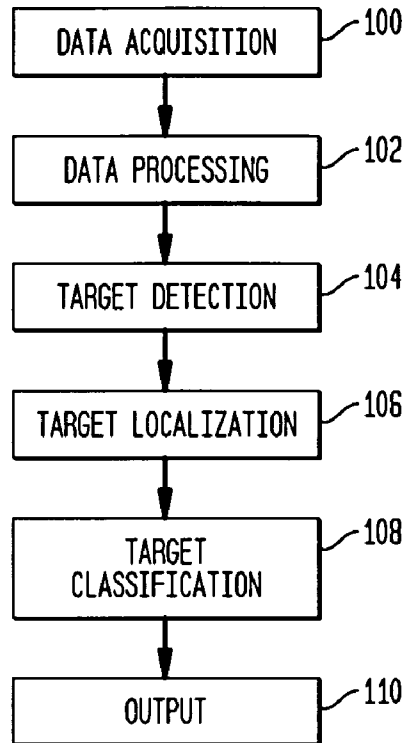 DATA ACQUISITION 100
DATA PROCESSING 102
TARGET DETECTION 104
TARGET LOCALIZATION 106
TARGET
CLASSIFICATION 108
OUTPUT 110